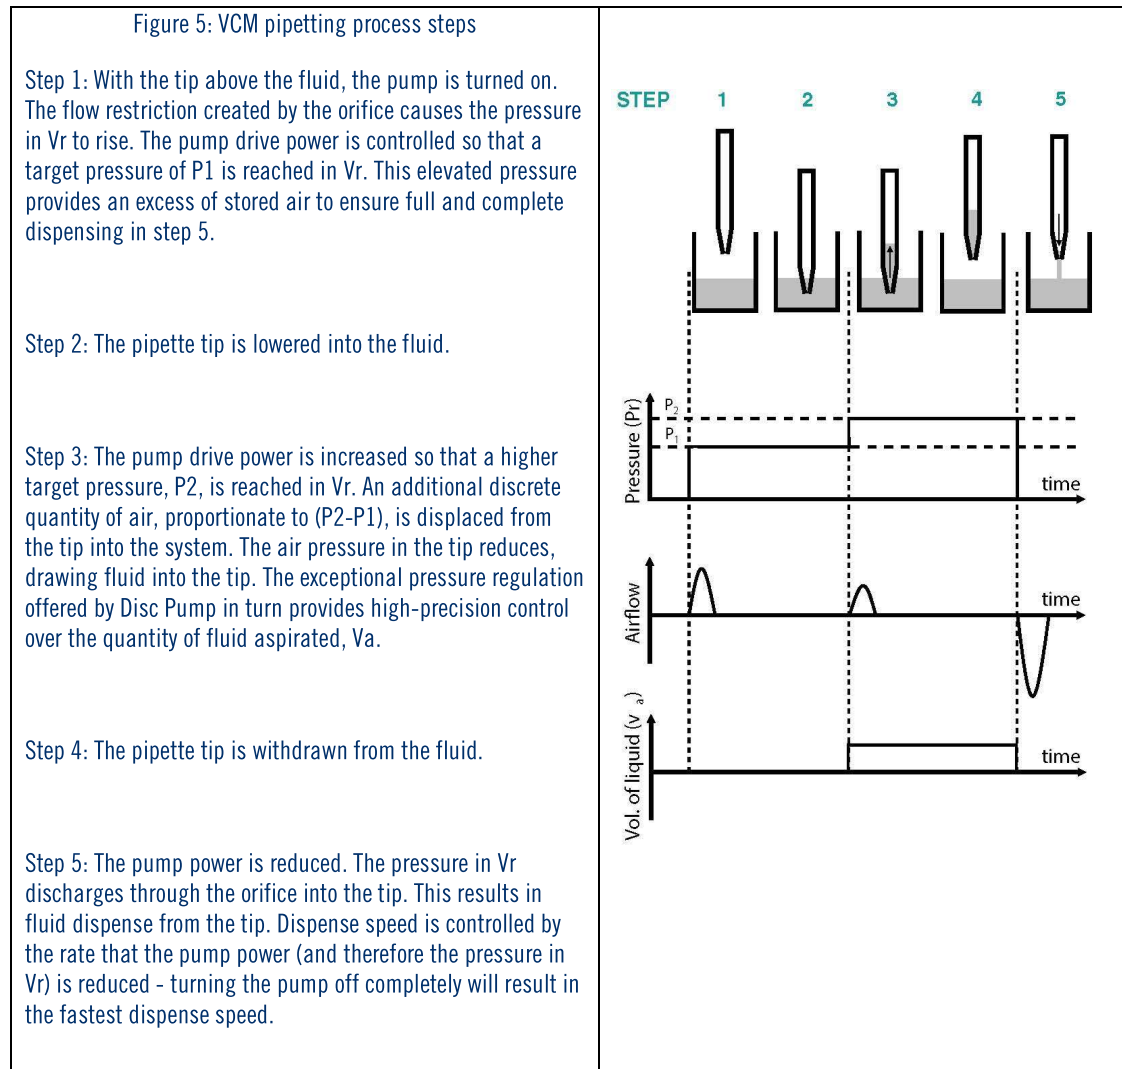 Figure 5: VCM pipetting process steps
Step 1: With the tip above the fluid, the pump is turned on.
The flow restriction created by the orifice causes the pressure
in Vr to rise. The pump drive power is controlled so that a
target pressure of P1 is reached in Vr. This elevated pressure
provides an excess of stored air to ensure full and complete
dispensing in step 5.
Step 2: The pipette tip is lowered into the fluid.
Step 3: The pump drive power is increased so that a higher
target pressure, P2, is reached in Vr. An additional discrete
quantity of air, proportionate to (P2-P1), is displaced from
the tip into the system. The air pressure in the tip reduces,
drawing fluid into the tip. The exceptional pressure regulation
offered by Disc Pump in turn provides high-precision control
over the quantity of fluid aspirated, Va.
Step 4: The pipette tip is withdrawn from the fluid.
Step 5: The pump power is reduced. The pressure in Vr
discharges through the orifice into the tip. This results in
fluid dispense from the tip. Dispense speed is controlled by
the rate that the pump power (and therefore the pressure in
Vr) is reduced - turning the pump off completely will result in
the fastest dispense speed.
STEP 1 2 3 4 5
Pressure (Pr)
P2
P1
time
Airflow
time
Vol. of liquid (v a)
time